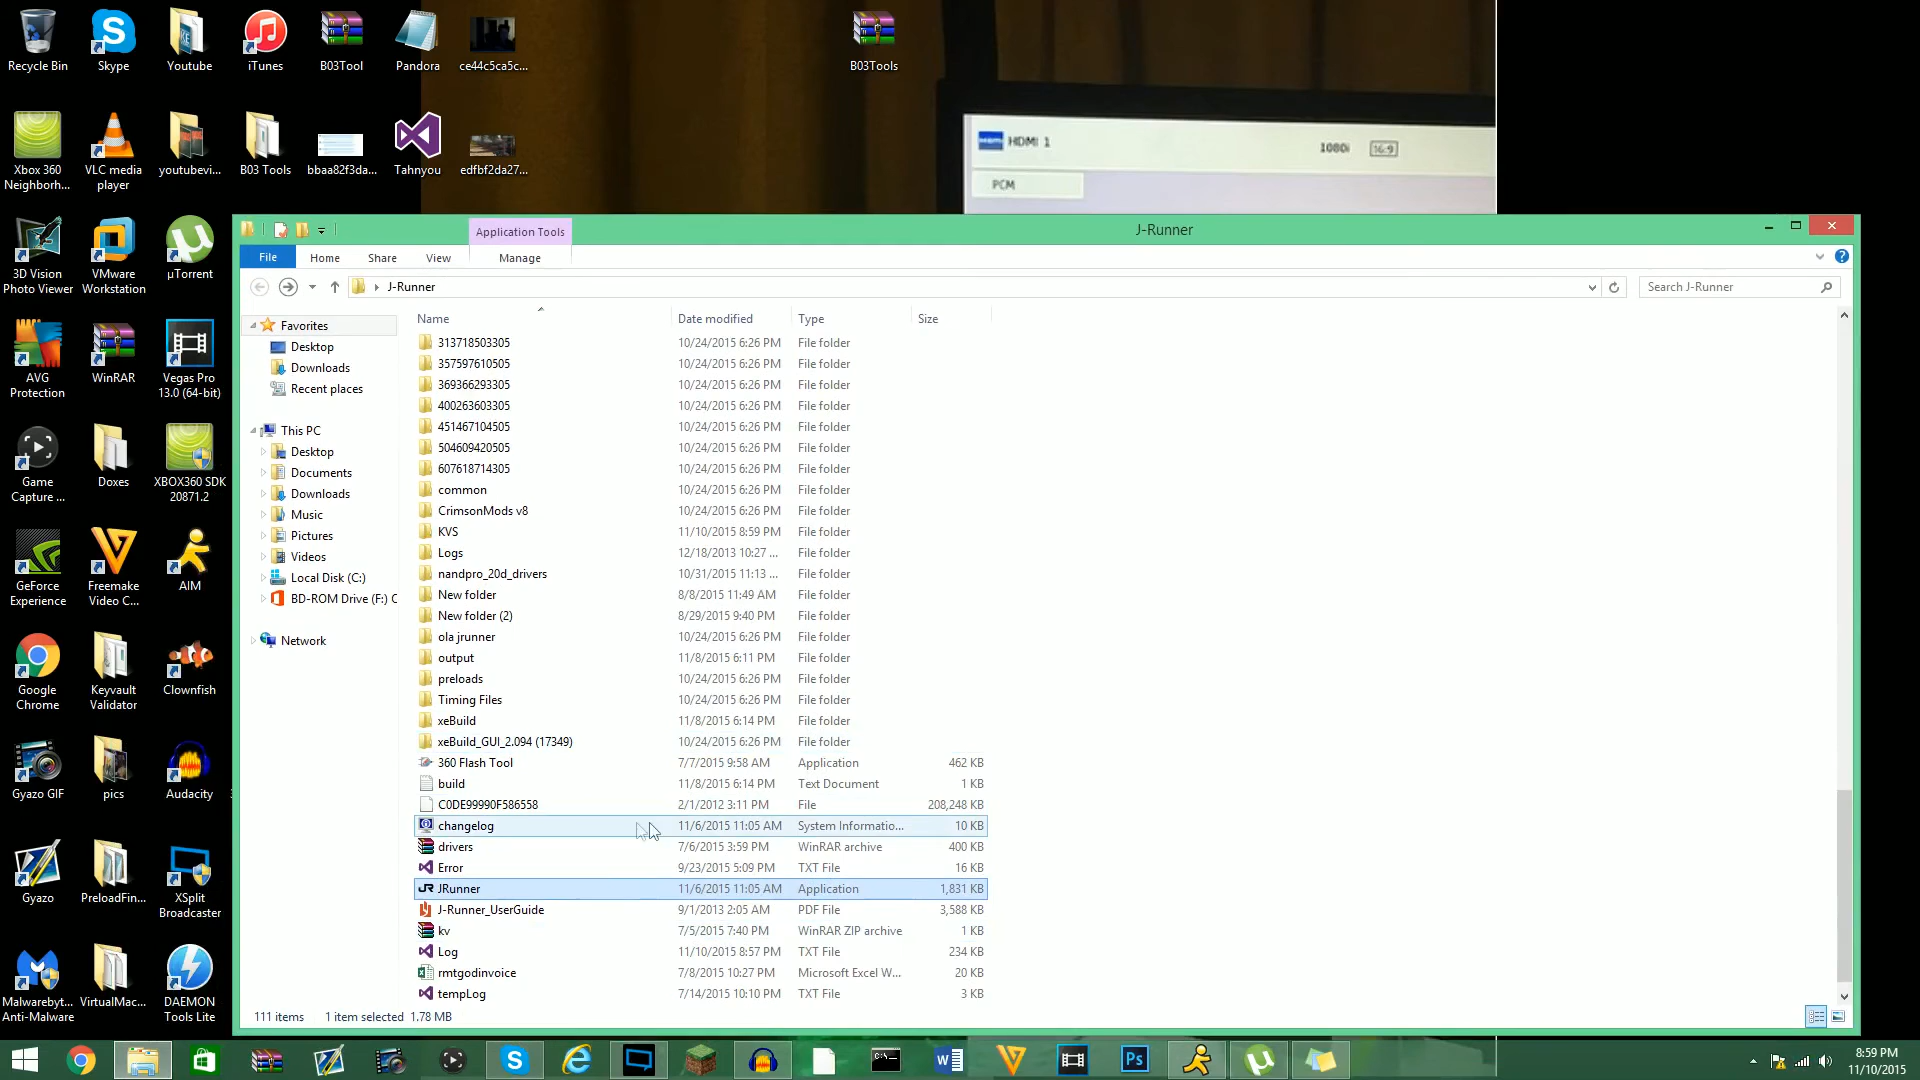 Recycle Bin
Skype
Youtube
iTunes
B03Tool
Pandora
ce44c5ca5c...
B03Tools
Xbox 360
Neighborh...
VLC media
player
youtubevi...
B03 Tools
bbaa82f3da...
Tahnyou
edfbf2da27...
HDMI 1
1080i
16:9
PCM
3D Vision
Photo Viewer
VMware
Workstation
µTorrent
AVG
Protection
WinRAR
Vegas Pro
13.0 (64-bit)
Game
Capture ...
Doxes
XBOX360 SDK
20871.2
GeForce
Experience
Freemake
Video C...
AIM
Google
Chrome
Keyvault
Validator
Clownfish
Gyazo GIF
pics
Audacity
Gyazo
PreloadFin...
XSplit
Broadcaster
Malwarebyt...
Anti-Malware
VirtualMac...
DAEMON
Tools Lite
Application Tools
J-Runner
File
Home
Share
View
Manage
J-Runner
Search J-Runner
Favorites
Desktop
Downloads
Recent places
This PC
Desktop
Documents
Downloads
Music
Pictures
Videos
Local Disk (C:)
BD-ROM Drive (F:) C
Network
Name Date modified Type Size
313718503305 10/24/2015 6:26 PM File folder
357597610505 10/24/2015 6:26 PM File folder
369366293305 10/24/2015 6:26 PM File folder
400263603305 10/24/2015 6:26 PM File folder
451467104505 10/24/2015 6:26 PM File folder
504609420505 10/24/2015 6:26 PM File folder
607618714305 10/24/2015 6:26 PM File folder
common 10/24/2015 6:26 PM File folder
CrimsonMods v8 10/24/2015 6:26 PM File folder
KVS 11/10/2015 8:59 PM File folder
Logs 12/18/2013 10:27 ... File folder
nandpro_20d_drivers 10/31/2015 11:13 ... File folder
New folder 8/8/2015 11:49 AM File folder
New folder (2) 8/29/2015 9:40 PM File folder
ola jrunner 10/24/2015 6:26 PM File folder
output 11/8/2015 6:11 PM File folder
preloads 10/24/2015 6:26 PM File folder
Timing Files 10/24/2015 6:26 PM File folder
xeBuild 11/8/2015 6:14 PM File folder
xeBuild_GUI_2.094 (17349) 10/24/2015 6:26 PM File folder
360 Flash Tool 7/7/2015 9:58 AM Application 462 KB
build 11/8/2015 6:14 PM Text Document 1 KB
C0DE99990F586558 2/1/2012 3:11 PM File 208,248 KB
changelog 11/6/2015 11:05 AM System Informatio... 10 KB
drivers 7/6/2015 3:59 PM WinRAR archive 400 KB
Error 9/23/2015 5:09 PM TXT File 16 KB
JR JRunner 11/6/2015 11:05 AM Application 1,831 KB
J-Runner_UserGuide 9/1/2013 2:05 AM PDF File 3,588 KB
kv 7/5/2015 7:40 PM WinRAR ZIP archive 1 KB
Log 11/10/2015 8:57 PM TXT File 234 KB
rmtgodinvoice 7/8/2015 10:27 PM Microsoft Excel W... 20 KB
tempLog 7/14/2015 10:10 PM TXT File 3 KB
111 items 1 item selected 1.78 MB
8:59 PM
11/10/2015